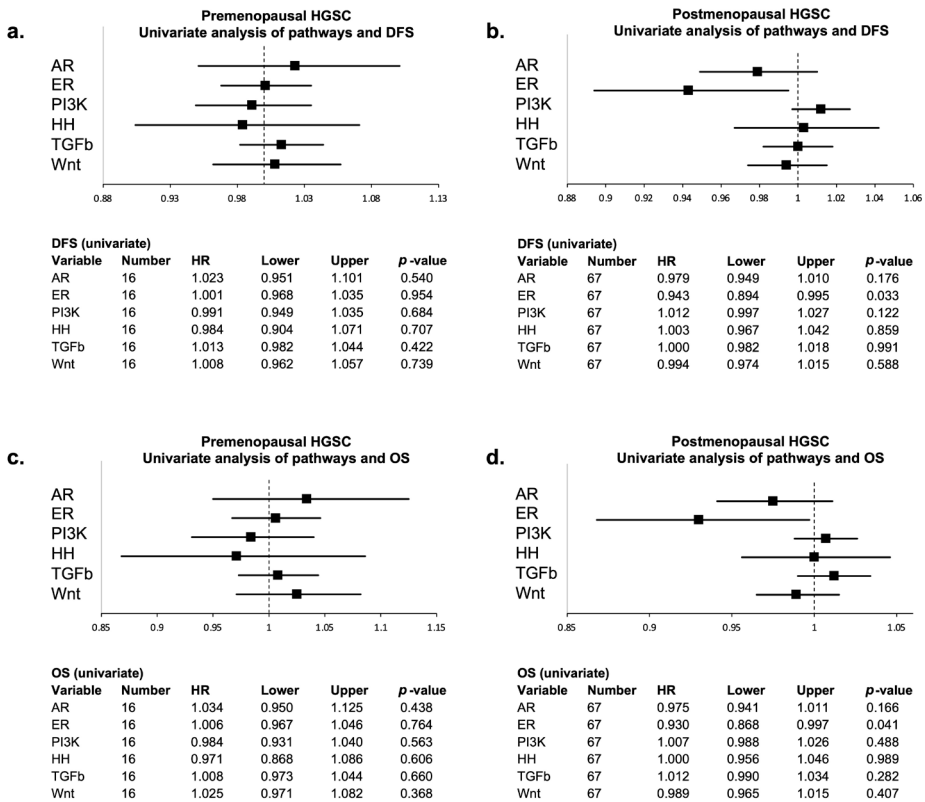 a.
Premenopausal HGSC
Univariate analysis of pathways and DFS
AR
ER
PI3K
HH
TGFb
Wnt
0.88 0.93 0.98 1.03 1.08 1.13
DFS (univariate)
Variable Number HR Lower Upper p-value
AR 16 1.023 0.951 1.101 0.540
ER 16 1.001 0.968 1.035 0.954
PI3K 16 0.991 0.949 1.035 0.684
HH 16 0.984 0.904 1.071 0.707
TGFb 16 1.013 0.982 1.044 0.422
Wnt 16 1.008 0.962 1.057 0.739
b.
Postmenopausal HGSC
Univariate analysis of pathways and DFS
AR
ER
PI3K
HH
TGFb
Wnt
0.88 0.9 0.92 0.94 0.96 0.98 1 1.02 1.04 1.06
DFS (univariate)
Variable Number HR Lower Upper p-value
AR 67 0.979 0.949 1.010 0.176
ER 67 0.943 0.894 0.995 0.033
PI3K 67 1.012 0.997 1.027 0.122
HH 67 1.003 0.967 1.042 0.859
TGFb 67 1.000 0.982 1.018 0.991
Wnt 67 0.994 0.974 1.015 0.588
c.
Premenopausal HGSC
Univariate analysis of pathways and OS
AR
ER
PI3K
HH
TGFb
Wnt
0.85 0.9 0.95 1 1.05 1.1 1.15
OS (univariate)
Variable Number HR Lower Upper p-value
AR 16 1.034 0.950 1.125 0.438
ER 16 1.006 0.967 1.046 0.764
PI3K 16 0.984 0.931 1.040 0.563
HH 16 0.971 0.868 1.086 0.606
TGFb 16 1.008 0.973 1.044 0.660
Wnt 16 1.025 0.971 1.082 0.368
d.
Postmenopausal HGSC
Univariate analysis of pathways and OS
AR
ER
PI3K
HH
TGFb
Wnt
0.85 0.9 0.95 1 1.05
OS (univariate)
Variable Number HR Lower Upper p-value
AR 67 0.975 0.941 1.011 0.166
ER 67 0.930 0.868 0.997 0.041
PI3K 67 1.007 0.988 1.026 0.488
HH 67 1.000 0.956 1.046 0.989
TGFb 67 1.012 0.990 1.034 0.282
Wnt 67 0.989 0.965 1.015 0.407